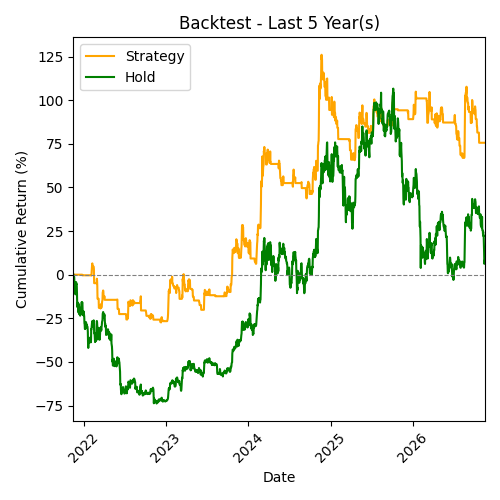 Backtest - Last 5 Year(s)
Strategy
Hold
Cumulative Return (%)
125
100
75
50
25
0
−25
−50
−75
2022
2023
2024
2025
2026
Date